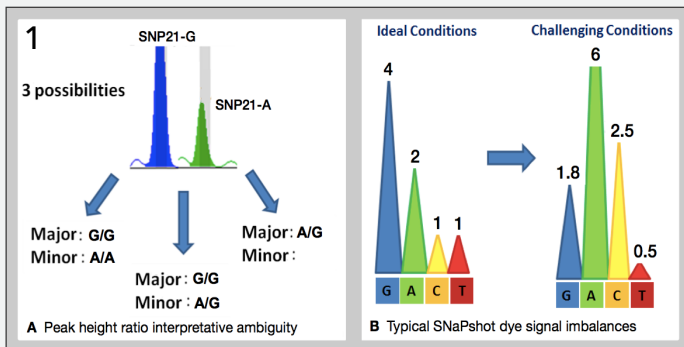 1
SNP21-G
3 possibilities
SNP21-A
Major: G/G
Minor: A/A
Major: G/G
Minor: A/G
Major: A/G
Minor:
A Peak height ratio interpretative ambiguity
Ideal Conditions
Challenging Conditions
4
2
1
1
G A C T
6
1.8
2.5
0.5
G A C T
B Typical SNaPshot dye signal imbalances